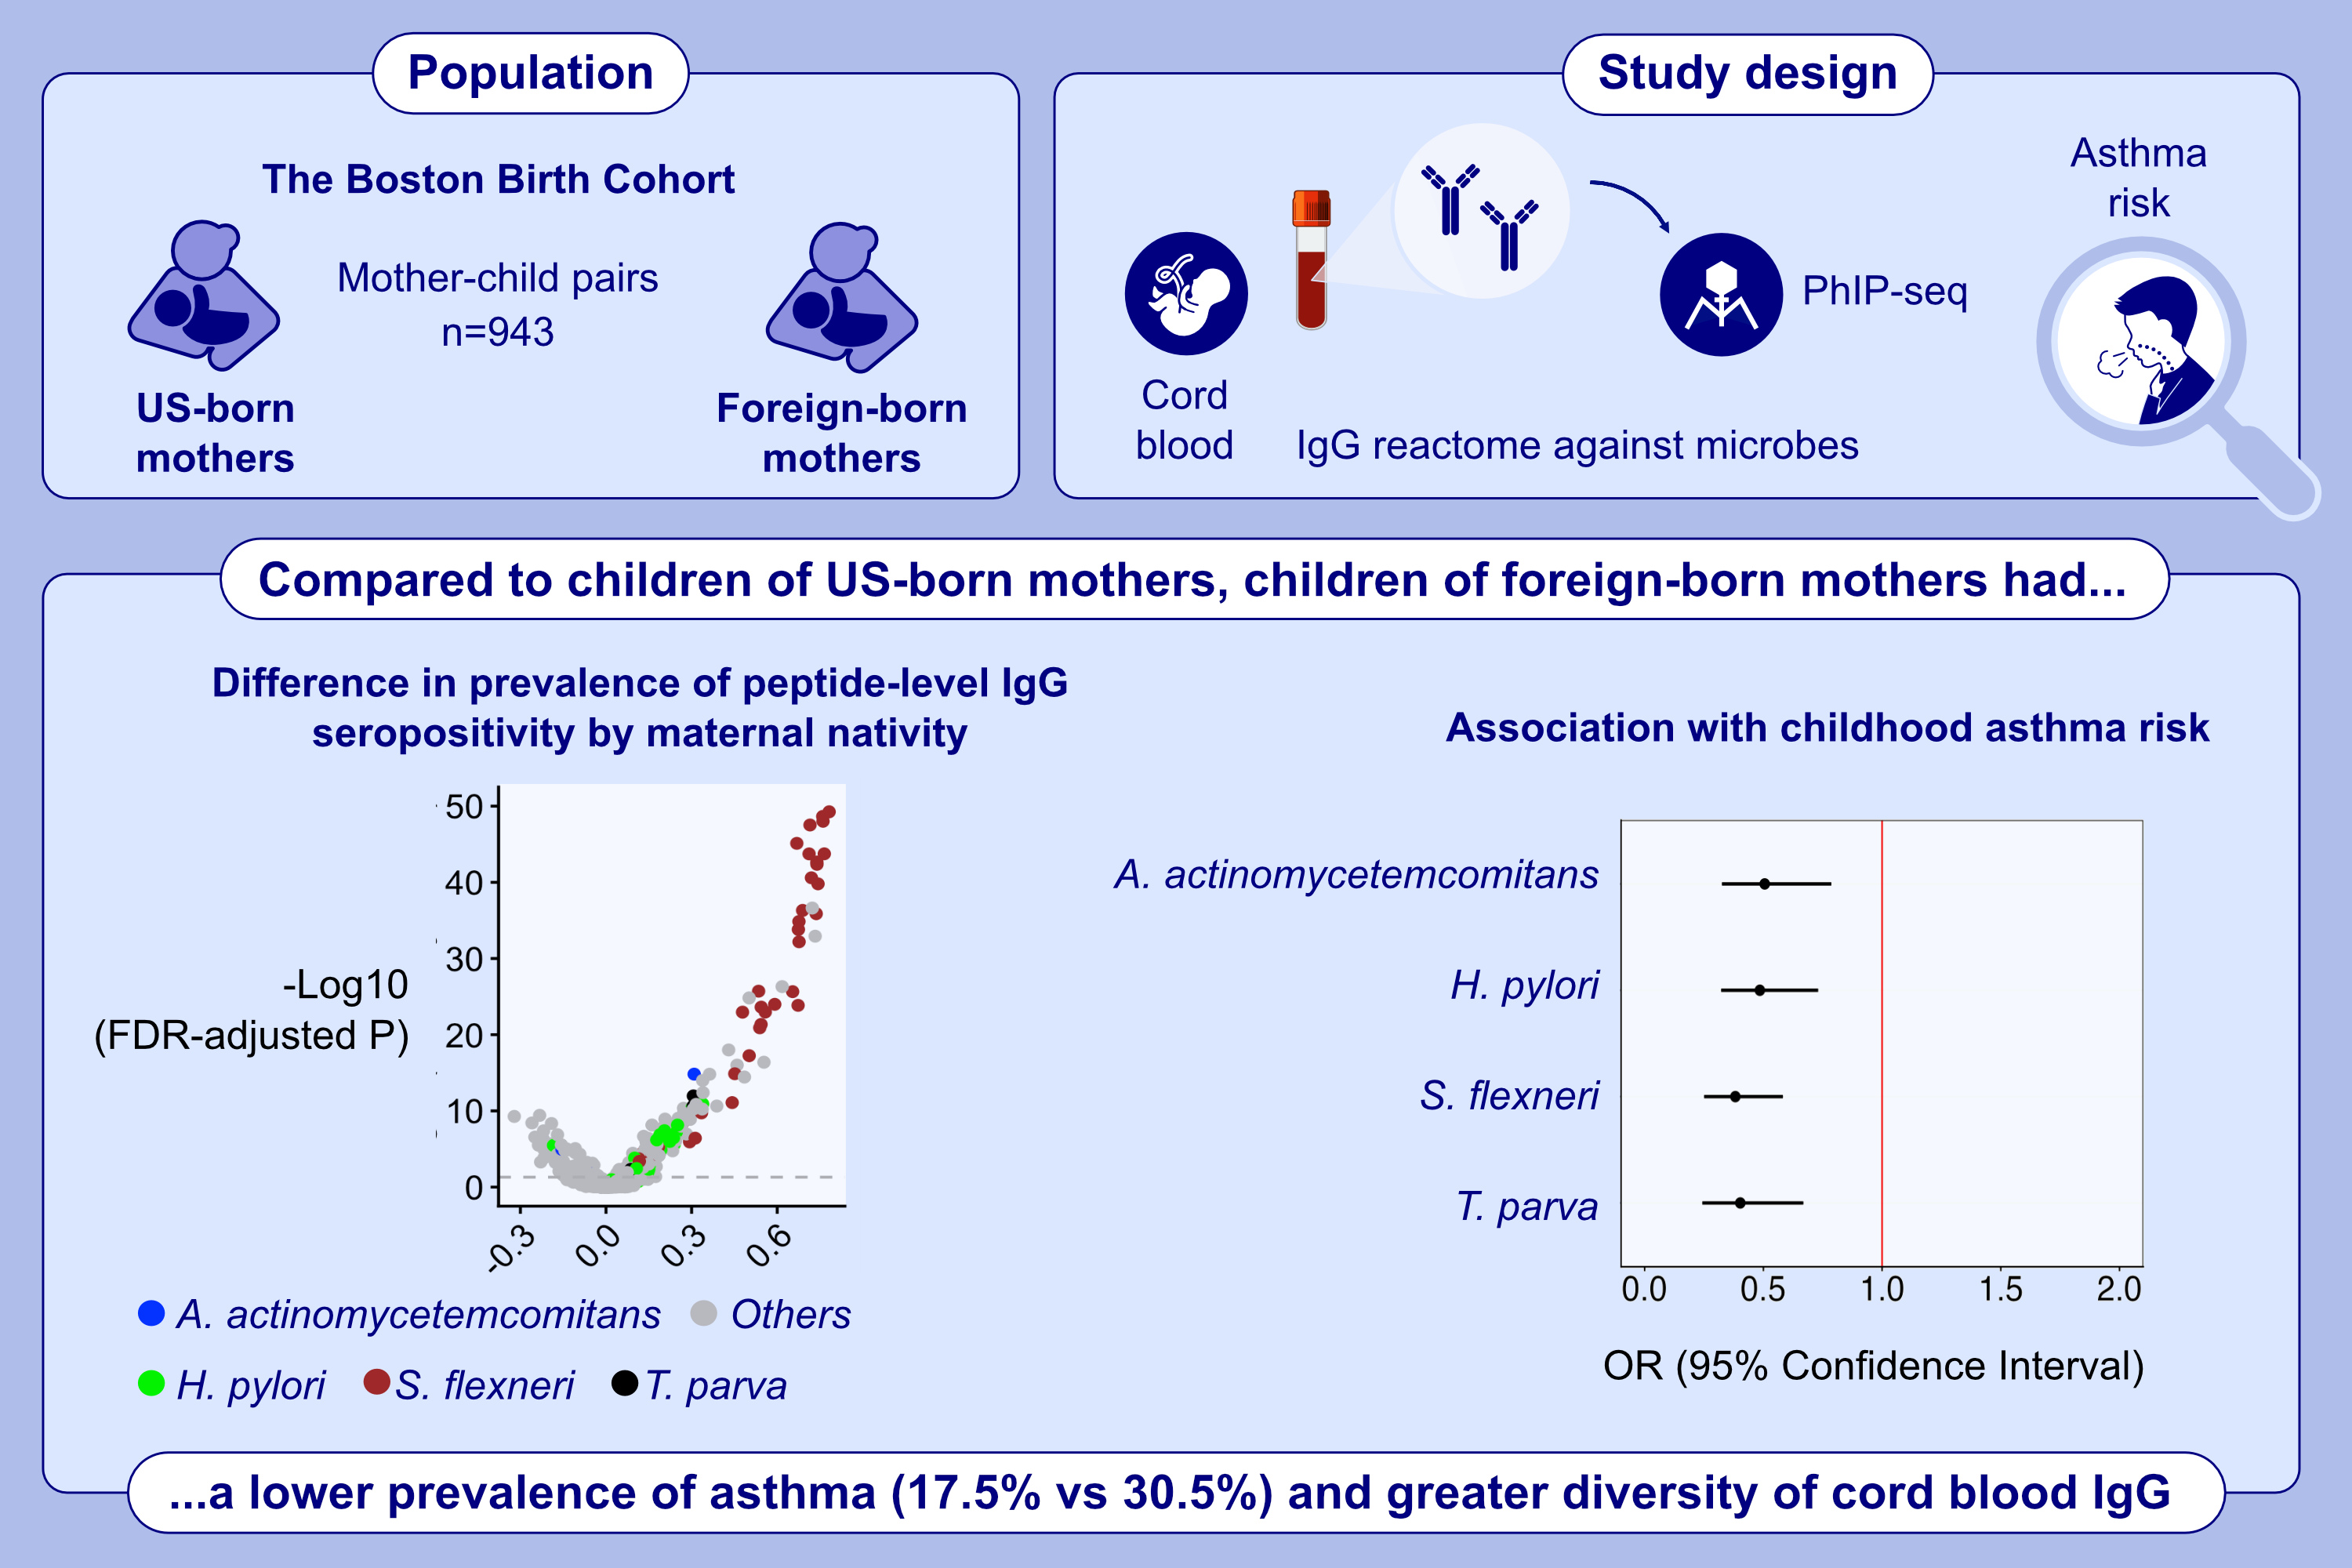 Population
The Boston Birth Cohort
Mother-child pairs
n=943
US-born
mothers
Foreign-born
mothers
Study design
Cord
blood
PhIP-seq
IgG reactome against microbes
Asthma
risk
Compared to children of US-born mothers, children of foreign-born mothers had...
Difference in prevalence of peptide-level IgG
seropositivity by maternal nativity
-Log10
(FDR-adjusted P)
50
40
30
20
10
0
-0.3
0.0
0.3
0.6
A. actinomycetemcomitans
Others
H. pylori
S. flexneri
T. parva
Association with childhood asthma risk
A. actinomycetemcomitans
H. pylori
S. flexneri
T. parva
0.0
0.5
1.0
1.5
2.0
OR (95% Confidence Interval)
...a lower prevalence of asthma (17.5% vs 30.5%) and greater diversity of cord blood IgG